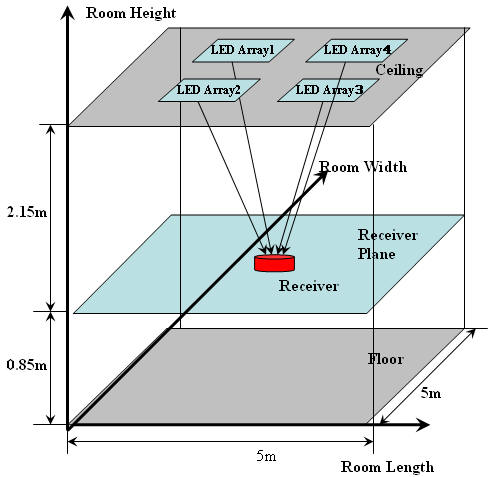 Room Height
LED Array1
LED Array4
Ceiling
LED Array2
LED Array3
Room Width
2.15m
Receiver
Plane
Receiver
0.85m
Floor
5m
5m
Room Length